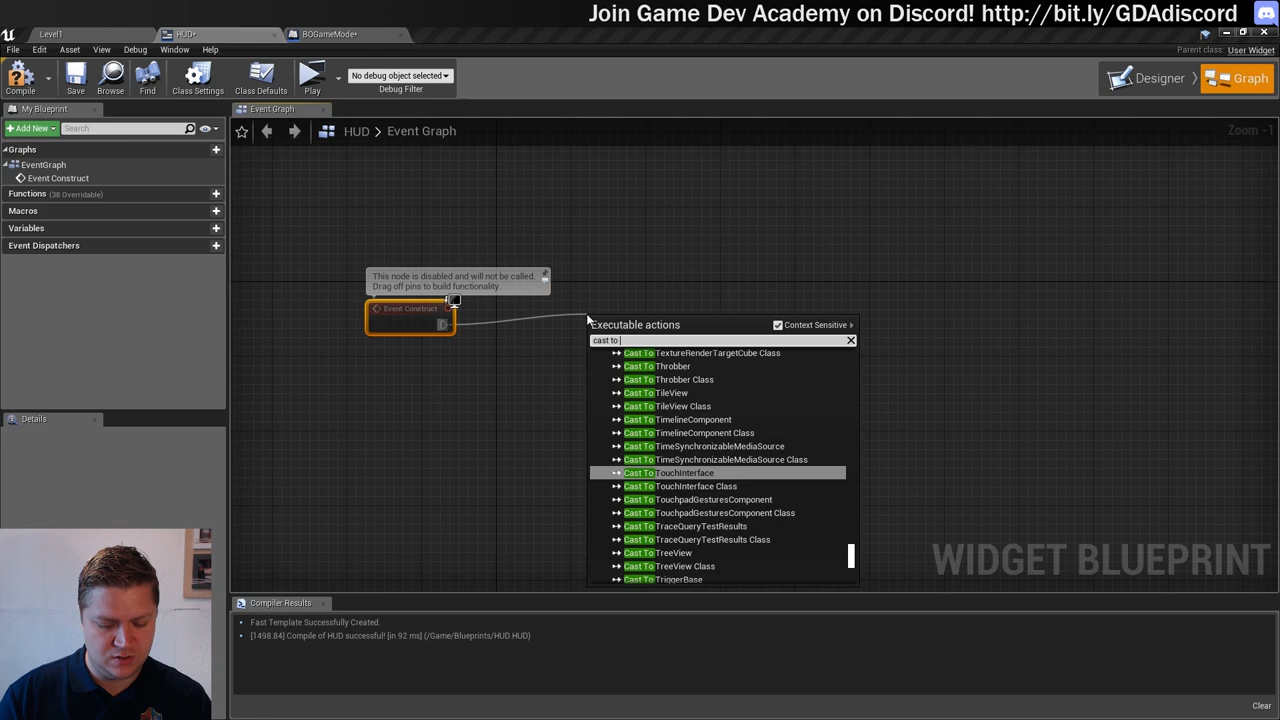 Join Game Dev Academy on Discord! http://bit.ly/GDAdiscord
Level1
HUD*
BOGameMode*
Parent class: User Widget
File Edit Asset View Debug Window Help
Compile
Save
Browse
Find
Class Settings
Class Defaults
Play
No debug object selected
Debug Filter
Designer
Graph
My Blueprint
Event Graph
Add New
Search
HUD > Event Graph
Zoom -1
Graphs
EventGraph
Event Construct
Functions (38 Overridable)
Macros
Variables
Event Dispatchers
This node is disabled and will not be called.
Drag off pins to build functionality.
Event Construct
Executable actions
Context Sensitive
cast to
Cast To TextureRenderTargetCube Class
Cast To Throbber
Cast To Throbber Class
Cast To TileView
Cast To TileView Class
Cast To TimelineComponent
Cast To TimelineComponent Class
Cast To TimeSynchronizableMediaSource
Cast To TimeSynchronizableMediaSource Class
Cast To TouchInterface
Cast To TouchInterface Class
Cast To TouchpadGesturesComponent
Cast To TouchpadGesturesComponent Class
Cast To TraceQueryTestResults
Cast To TraceQueryTestResults Class
Cast To TreeView
Cast To TreeView Class
Cast To TriggerBase
Details
WIDGET BLUEPRINT
Compiler Results
Fast Template Successfully Created.
[1498.84] Compile of HUD successful! [in 92 ms] (/Game/Blueprints/HUD.HUD)
Clear